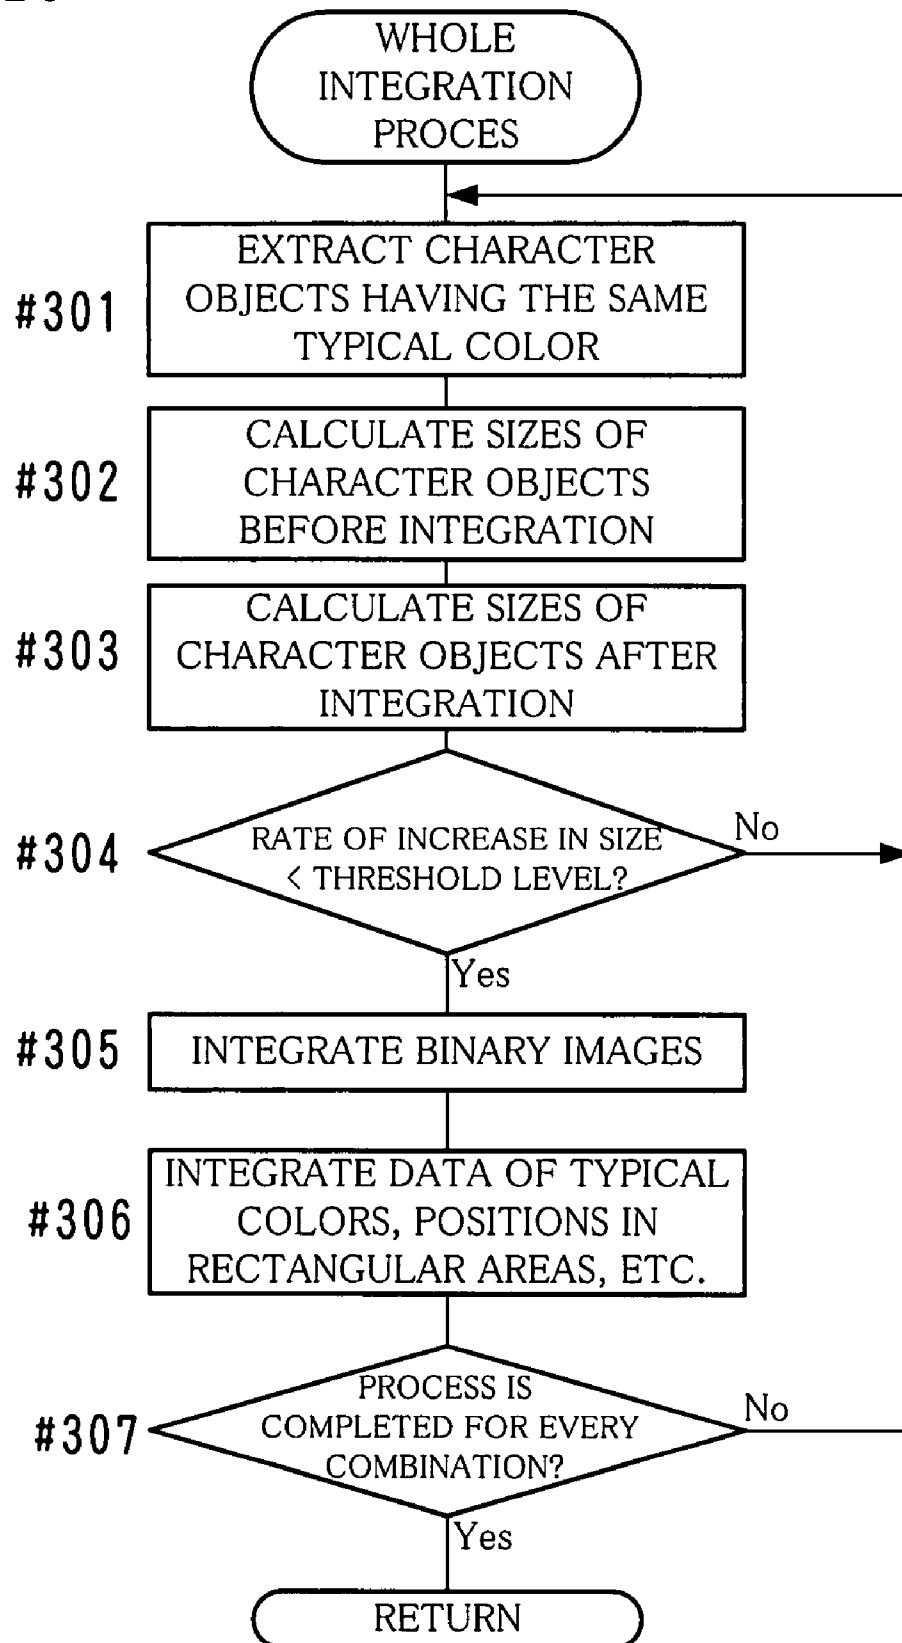 WHOLE
INTEGRATION
PROCES
#301
EXTRACT CHARACTER
OBJECTS HAVING THE SAME
TYPICAL COLOR
#302
CALCULATE SIZES OF
CHARACTER OBJECTS
BEFORE INTEGRATION
#303
CALCULATE SIZES OF
CHARACTER OBJECTS AFTER
INTEGRATION
#304
RATE OF INCREASE IN SIZE
< THRESHOLD LEVEL?
No
Yes
#305
INTEGRATE BINARY IMAGES
#306
INTEGRATE DATA OF TYPICAL
COLORS, POSITIONS IN
RECTANGULAR AREAS, ETC.
#307
PROCESS IS
COMPLETED FOR EVERY
COMBINATION?
No
Yes
RETURN